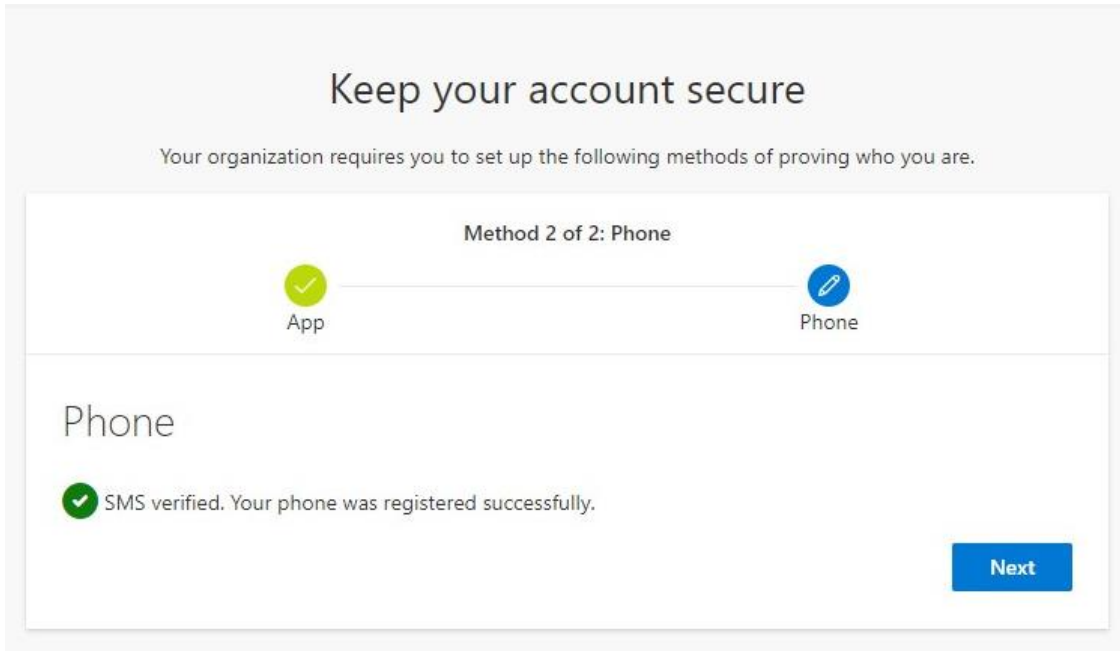 Keep your account secure
Your organization requires you to set up the following methods of proving who you are.
Method 2 of 2: Phone
App
Phone
Phone
SMS verified. Your phone was registered successfully.
Next